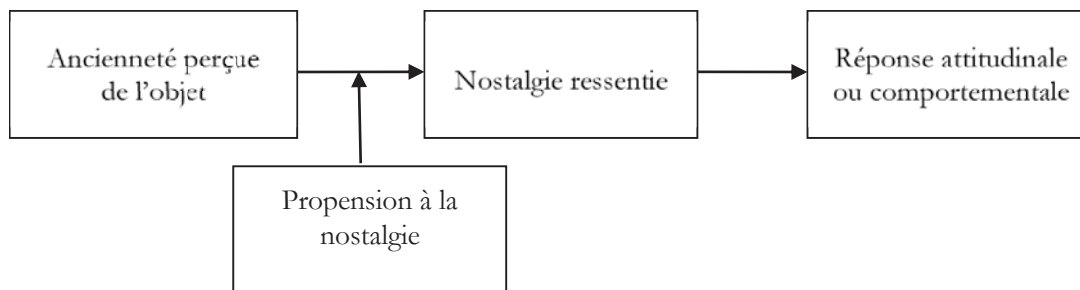 Ancienneté perçue
de l'objet
Nostalgie ressentie
Réponse attitudinale
ou comportementale
Propension à la
nostalgie